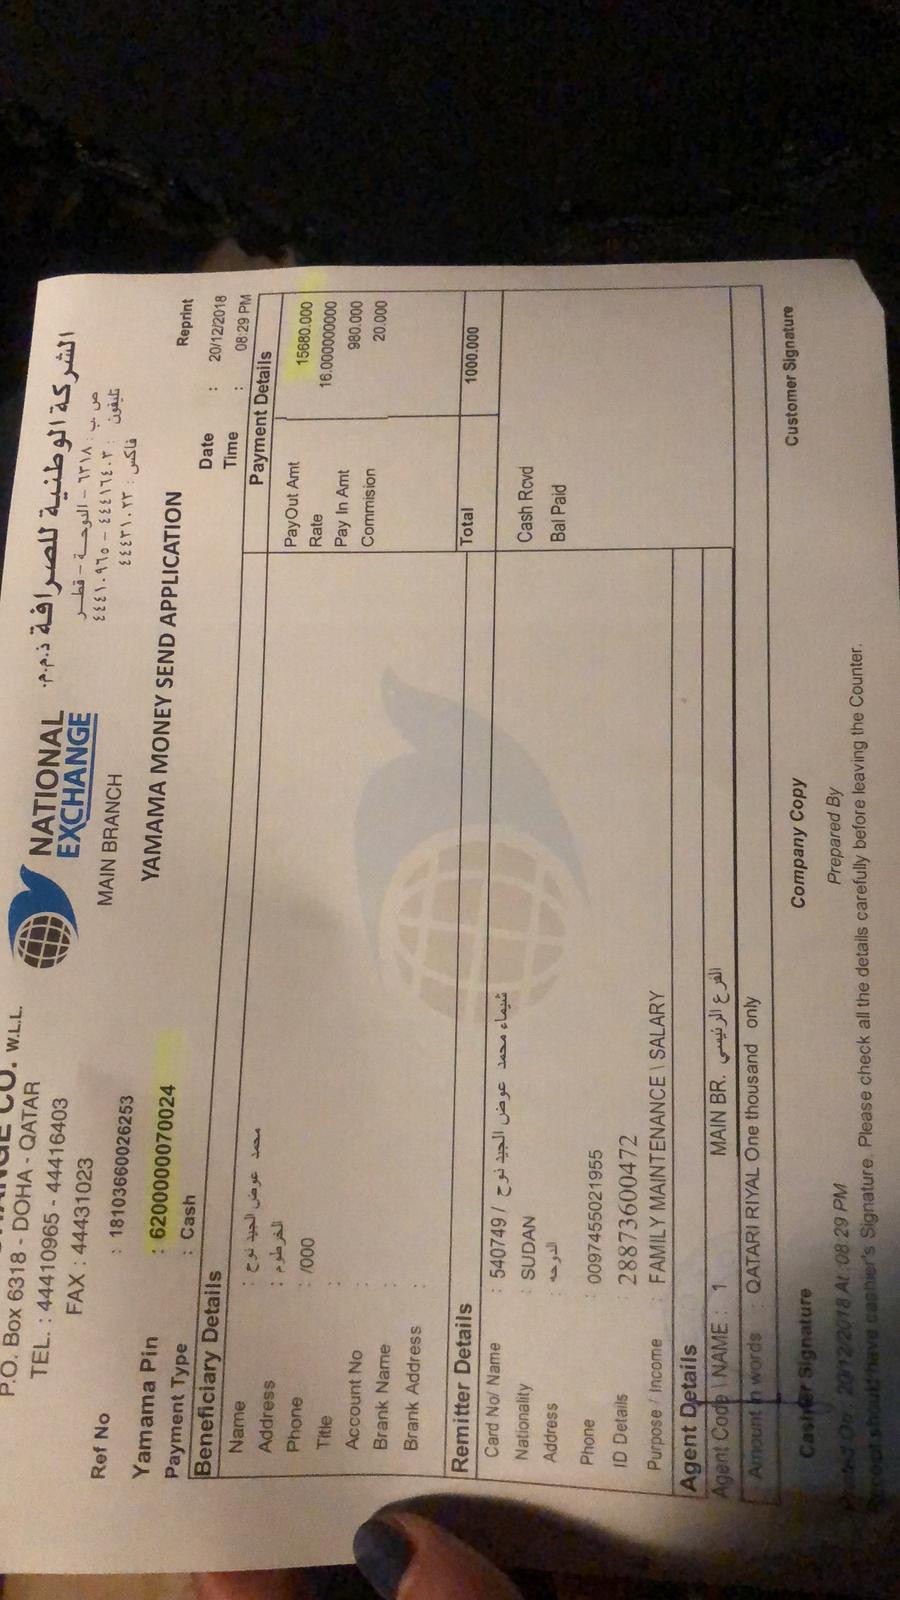 ANGE CO. W.L.L.
P.O. Box 6318 - DOHA - QATAR
TEL. : 44410965 - 44416403
FAX : 44431023
NATIONAL
EXCHANGE
MAIN BRANCH
الشركة الوطنية للصرافة ذ.م.م.
ص ب : ٦٣١٨ - الدوحة - قطر
تليفون : ٤٤٤١٦٤٠٣ - ٤٤٤١٠٩٦٥
فاكس : ٤٤٤٣١٠٢٣
Reprint
Ref No : 18103660026253
YAMAMA MONEY SEND APPLICATION
Date : 20/12/2018
Yamama Pin : 6200000070024
Time : 08:29 PM
Payment Type : Cash
Beneficiary Details
Payment Details
Name : محمد عوض الجيد نوح محمد
Address : الخرطوم
Phone : /000
Title :
Account No :
Brank Name :
Brank Address :
PayOut Amt 15680.000
Rate 16.0000000000
Pay In Amt 980.000
Commision 20.000
Remitter Details
Total 1000.000
Card No/ Name : 540749 / شيماء محمد عوض الجيد نوح
Nationality : SUDAN
Address : الدوحه
Phone : 0097455021955
ID Details : 28873600472
Purpose / Income : FAMILY MAINTENANCE \ SALARY
Cash Rcvd
Bal Paid
Agent Details
Agent Code \ NAME : 1 MAIN BR. الفرع الرئيسي
Amount in words : QATARI RIYAL One thousand only
Cashier Signature
Company Copy
Customer Signature
Prepared By
Printed On 20/12/2018 At :08:29 PM
should have cashier's Signature. Please check all the details carefully before leaving the Counter.